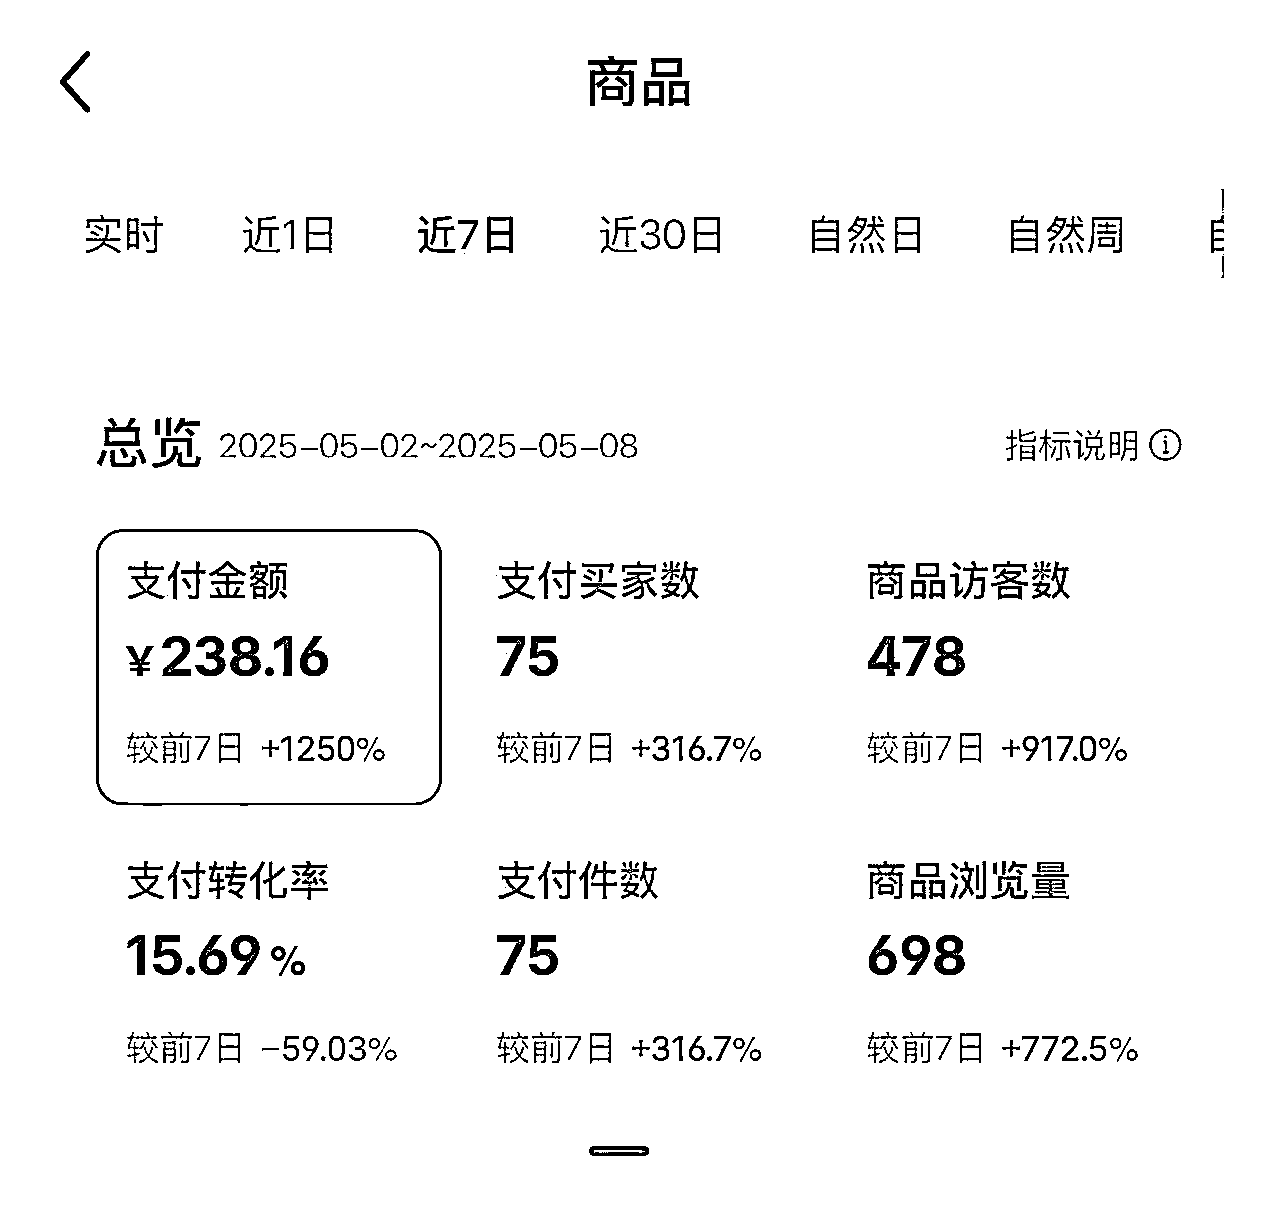 商品
实时 近1日 近7日 近30日 自然日 自然周
总览 2025-05-02~2025-05-08 指标说明
支付金额 支付买家数 商品访客数
¥238.16 75 478
较前7日 +1250% 较前7日 +316.7% 较前7日 +917.0%
支付转化率 支付件数 商品浏览量
15.69% 75 698
较前7日 -59.03% 较前7日 +316.7% 较前7日 +772.5%